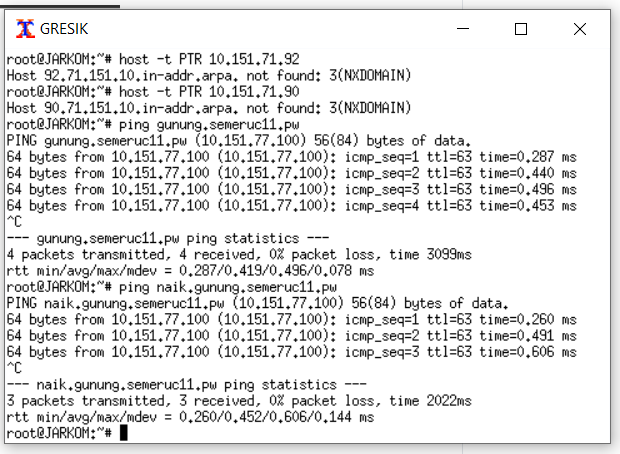 GRESIK
root@JARKOM:~# host -t PTR 10.151.71.92
Host 92.71.151.10.in-addr.arpa. not found: 3(NXDOMAIN)
root@JARKOM:~# host -t PTR 10.151.71.90
Host 90.71.151.10.in-addr.arpa. not found: 3(NXDOMAIN)
root@JARKOM:~# ping gunung.semeruc11.pw
PING gunung.semeruc11.pw (10.151.77.100) 56(84) bytes of data.
64 bytes from 10.151.77.100 (10.151.77.100): icmp_seq=1 ttl=63 time=0.287 ms
64 bytes from 10.151.77.100 (10.151.77.100): icmp_seq=2 ttl=63 time=0.440 ms
64 bytes from 10.151.77.100 (10.151.77.100): icmp_seq=3 ttl=63 time=0.496 ms
64 bytes from 10.151.77.100 (10.151.77.100): icmp_seq=4 ttl=63 time=0.453 ms
^C
--- gunung.semeruc11.pw ping statistics ---
4 packets transmitted, 4 received, 0% packet loss, time 3099ms
rtt min/avg/max/mdev = 0.287/0.419/0.496/0.078 ms
root@JARKOM:~# ping naik.gunung.semeruc11.pw
PING naik.gunung.semeruc11.pw (10.151.77.100) 56(84) bytes of data.
64 bytes from 10.151.77.100 (10.151.77.100): icmp_seq=1 ttl=63 time=0.260 ms
64 bytes from 10.151.77.100 (10.151.77.100): icmp_seq=2 ttl=63 time=0.491 ms
64 bytes from 10.151.77.100 (10.151.77.100): icmp_seq=3 ttl=63 time=0.606 ms
^C
--- naik.gunung.semeruc11.pw ping statistics ---
3 packets transmitted, 3 received, 0% packet loss, time 2022ms
rtt min/avg/max/mdev = 0.260/0.452/0.606/0.144 ms
root@JARKOM:~#